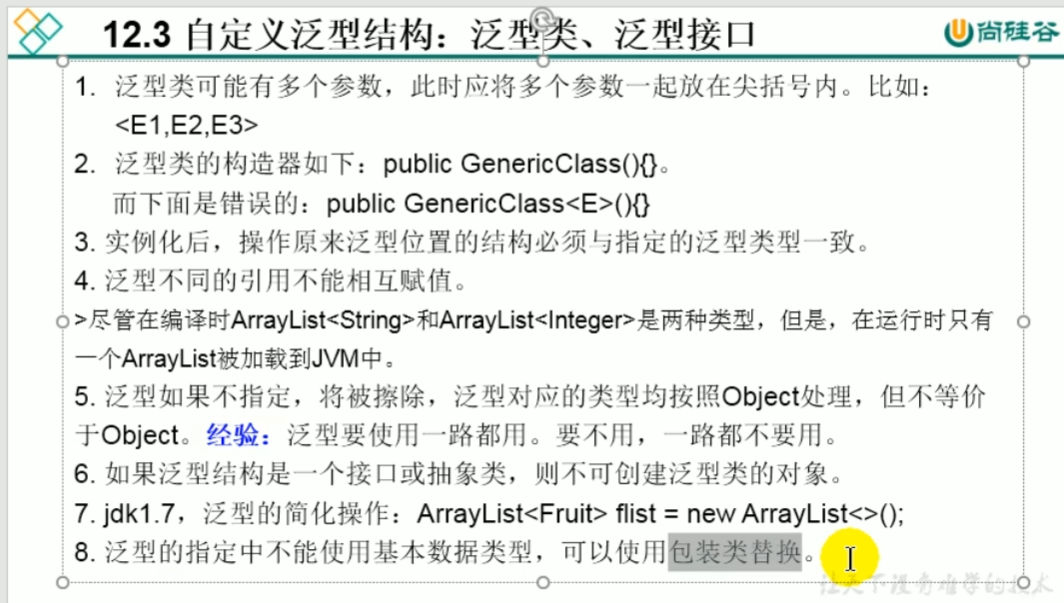 12.3 自定义泛型结构：泛型类、泛型接口
尚硅谷
1. 泛型类可能有多个参数，此时应将多个参数一起放在尖括号内。比如：
<E1,E2,E3>
2. 泛型类的构造器如下：public GenericClass(){}。
而下面是错误的：public GenericClass<E>(){}
3. 实例化后，操作原来泛型位置的结构必须与指定的泛型类型一致。
4. 泛型不同的引用不能相互赋值。
>尽管在编译时ArrayList<String>和ArrayList<Integer>是两种类型，但是，在运行时只有
一个ArrayList被加载到JVM中。
5. 泛型如果不指定，将被擦除，泛型对应的类型均按照Object处理，但不等价
于Object。经验：泛型要使用一路都用。要不用，一路都不要用。
6. 如果泛型结构是一个接口或抽象类，则不可创建泛型类的对象。
7. jdk1.7，泛型的简化操作：ArrayList<Fruit> flist = new ArrayList<>();
8. 泛型的指定中不能使用基本数据类型，可以使用包装类替换。
让天下没有难学的技术